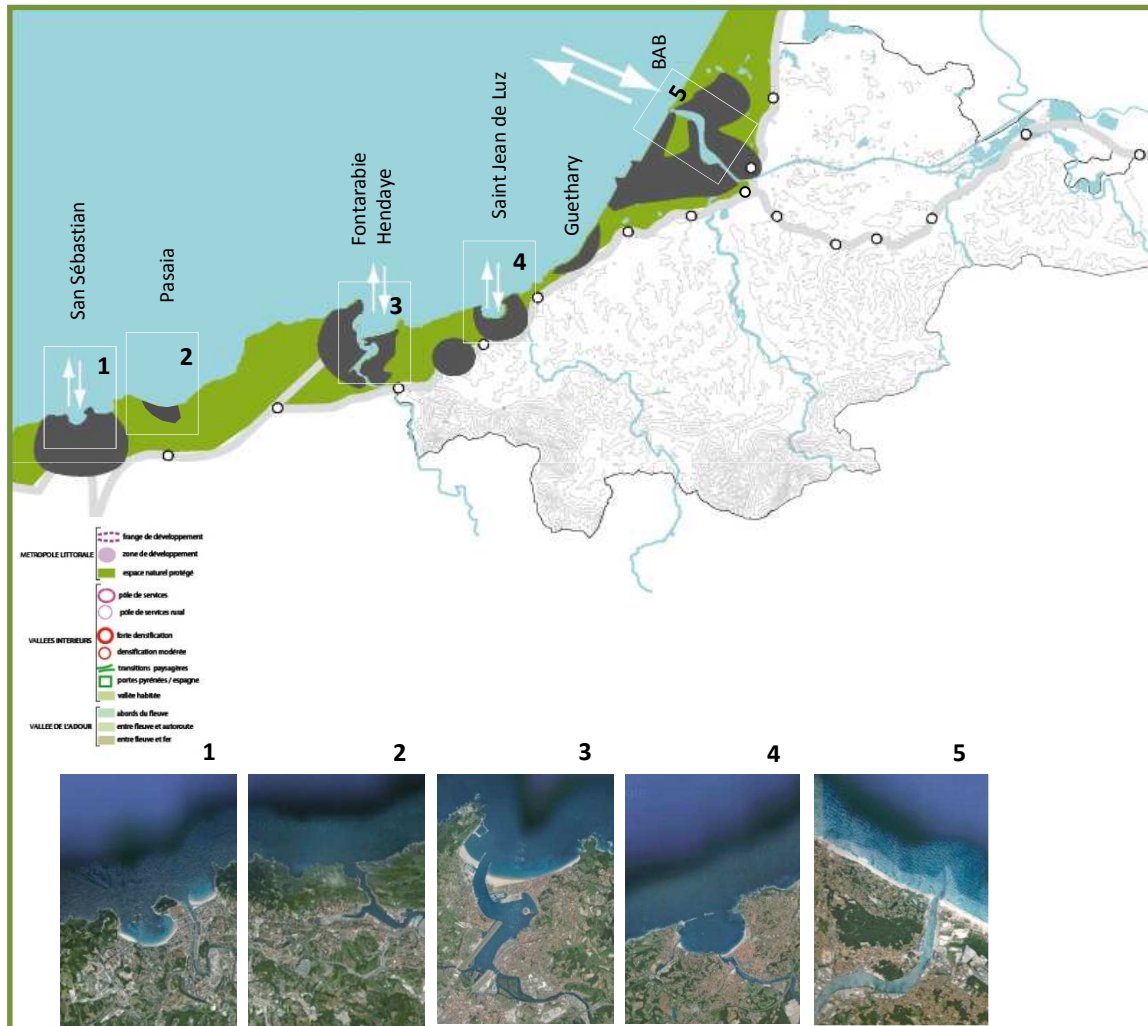 San Sébastian
Pasaia
Fontarabie
Hendaye
Saint Jean de Luz
Guethary
BAB
1
2
3
4
5
METROPOLE LITTORALE
frange de développement
zone de développement
espace naturel protégé
VALLEES INTERIEURS
pôle de services
pôle de services rural
forte densification
densification modérée
transitions paysagères
portes pyrénées / espagne
vallée habitée
VALLEE DE L'ADOUR
abords du fleuve
entre fleuve et autoroute
entre fleuve et fer
1
2
3
4
5